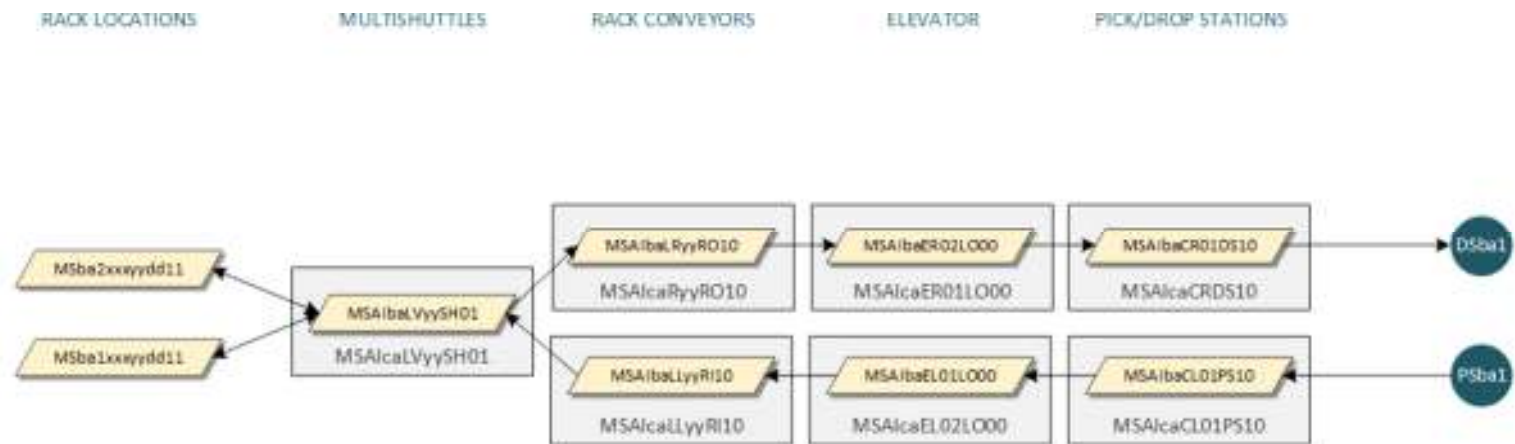 RACK LOCATIONS MULTISHUTTLES RACK CONVEYORS ELEVATOR PICK/DROP STATIONS
MSAIbaLRyyRO10 MSAIbaER02LO00 MSAIbaCR01DS10 DSba1
MSba2xxxyydd11
MSAIcaRyyRO10 MSAIcaER01LO00 MSAIcaCRDS10
MSAIbaLVyySH01
MSba1xxxyydd11
MSAIcaLVyySH01
MSAIbaLLyyRI10 MSAIbaEL01LO00 MSAIbaCL01PS10 PSba1
MSAIcaLLyyRI10 MSAIcaEL02LO00 MSAIcaCL01PS10